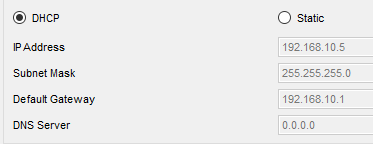 DHCP Static
IP Address 192.168.10.5
Subnet Mask 255.255.255.0
Default Gateway 192.168.10.1
DNS Server 0.0.0.0